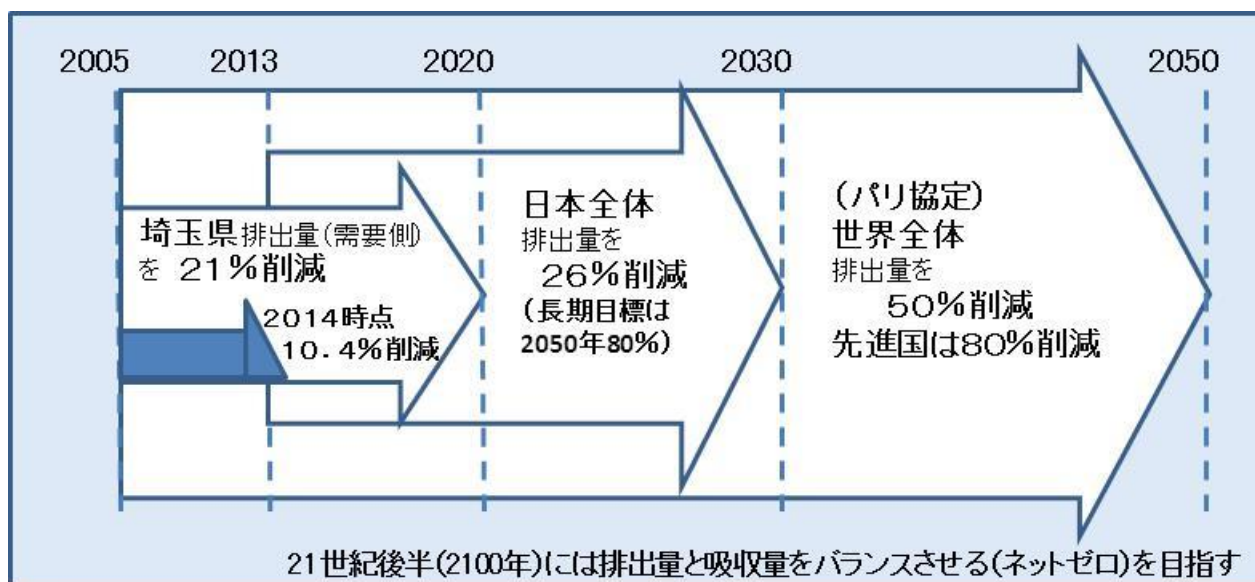 2005 2013 2020 2030 2050
埼玉県排出量(需要側)
を 21%削減
2014時点
10.4%削減
日本全体
排出量を
26%削減
(長期目標は
2050年80%)
(パリ協定)
世界全体
排出量を
50%削減
先進国は80%削減
21世紀後半(2100年)には排出量と吸収量をバランスさせる(ネットゼロ)を目指す